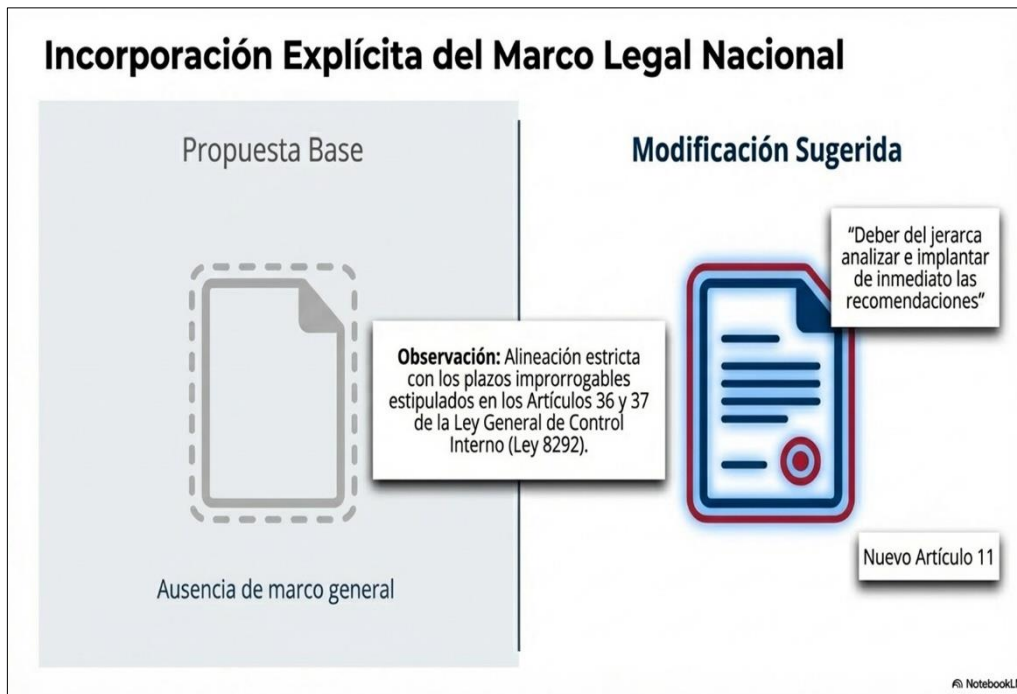 Incorporación Explícita del Marco Legal Nacional
Propuesta Base
Modificación Sugerida
“Deber del jerarca
analizar e implantar
de inmediato las
recomendaciones”
Observación: Alineación estricta
con los plazos improrrogables
estipulados en los Artículos 36 y 37
de la Ley General de Control
Interno (Ley 8292).
Nuevo Artículo 11
Ausencia de marco general
NotebookLM